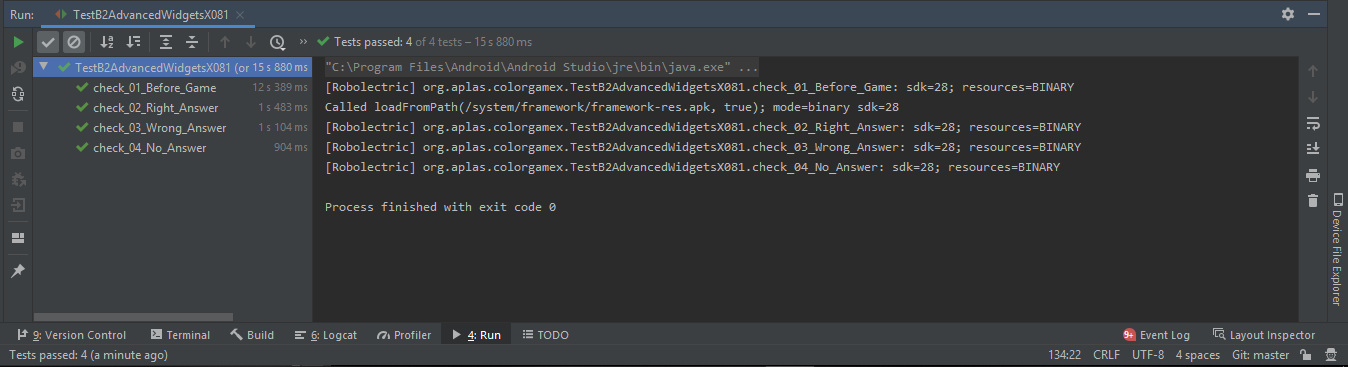 Run: TestB2AdvancedWidgetsX081 ×
» Tests passed: 4 of 4 tests – 15 s 880 ms
TestB2AdvancedWidgetsX081 (or 15 s 880 ms
check_01_Before_Game 12 s 389 ms
check_02_Right_Answer 1 s 483 ms
check_03_Wrong_Answer 1 s 104 ms
check_04_No_Answer 904 ms
"C:\Program Files\Android\Android Studio\jre\bin\java.exe" ...
[Robolectric] org.aplas.colorgamex.TestB2AdvancedWidgetsX081.check_01_Before_Game: sdk=28; resources=BINARY
Called loadFromPath(/system/framework/framework-res.apk, true); mode=binary sdk=28
[Robolectric] org.aplas.colorgamex.TestB2AdvancedWidgetsX081.check_02_Right_Answer: sdk=28; resources=BINARY
[Robolectric] org.aplas.colorgamex.TestB2AdvancedWidgetsX081.check_03_Wrong_Answer: sdk=28; resources=BINARY
[Robolectric] org.aplas.colorgamex.TestB2AdvancedWidgetsX081.check_04_No_Answer: sdk=28; resources=BINARY
Process finished with exit code 0
Device File Explorer
9: Version Control Terminal Build 6: Logcat Profiler 4: Run TODO 9+ Event Log Layout Inspector
Tests passed: 4 (a minute ago) 134:22 CRLF UTF-8 4 spaces Git: master